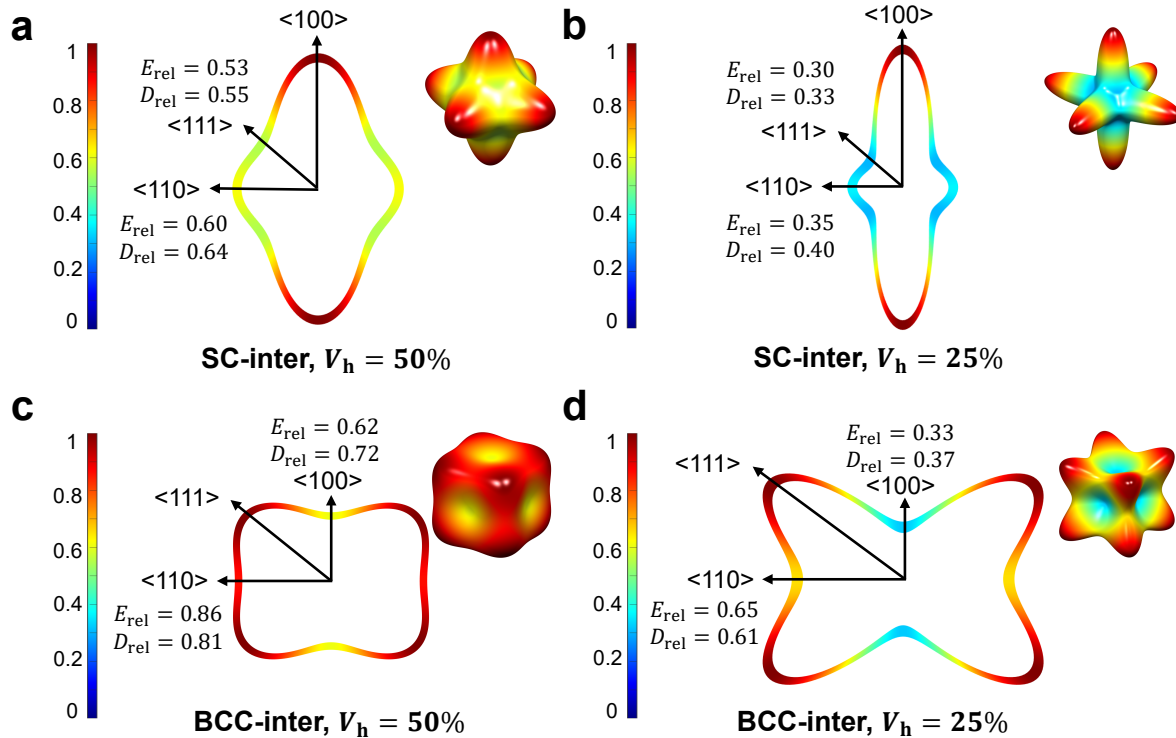 a
<100>
1
0.8
0.6
0.4
0.2
0
E_rel = 0.53
D_rel = 0.55
<111>
<110>
E_rel = 0.60
D_rel = 0.64
SC-inter, V_h = 50%
b
<100>
1
0.8
0.6
0.4
0.2
0
E_rel = 0.30
D_rel = 0.33
<111>
<110>
E_rel = 0.35
D_rel = 0.40
SC-inter, V_h = 25%
c
1
0.8
0.6
0.4
0.2
0
E_rel = 0.62
D_rel = 0.72
<100>
<111>
<110>
E_rel = 0.86
D_rel = 0.81
BCC-inter, V_h = 50%
d
1
0.8
0.6
0.4
0.2
0
E_rel = 0.33
D_rel = 0.37
<100>
<111>
<110>
E_rel = 0.65
D_rel = 0.61
BCC-inter, V_h = 25%